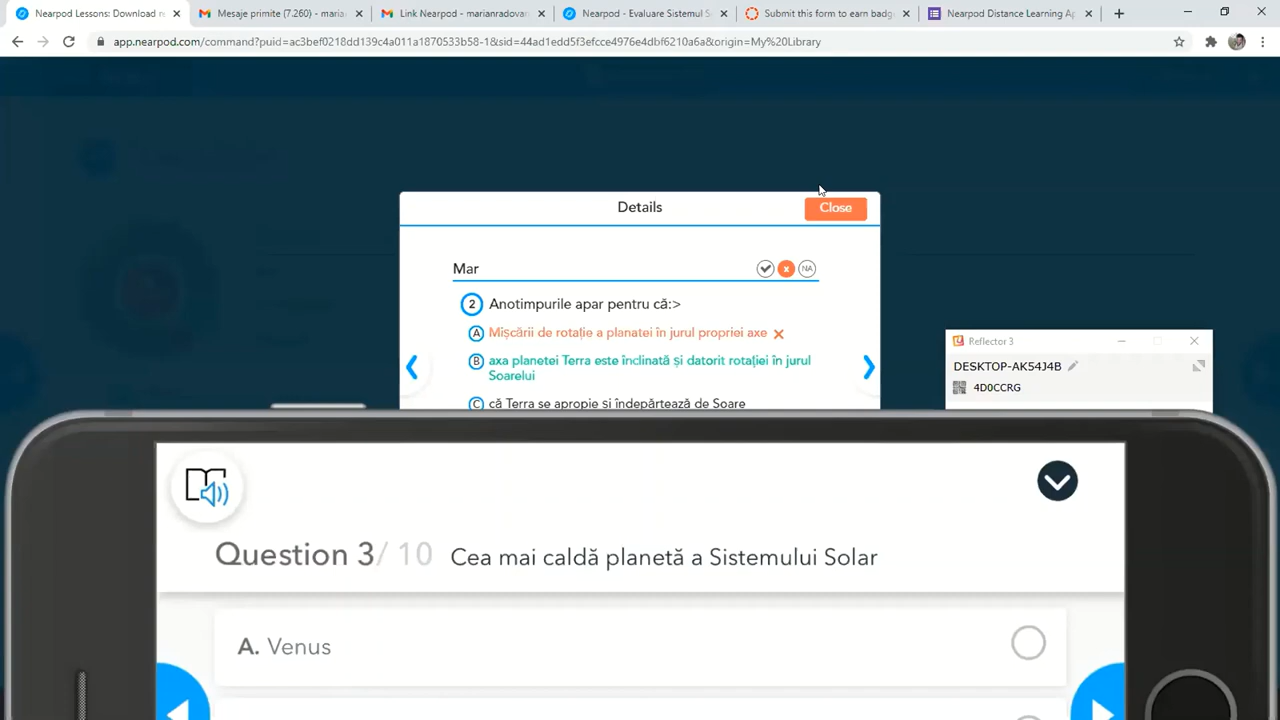 Nearpod Lessons: Download re
Mesaje primite (7.260) - maria
Link Nearpod - marianradovan
Nearpod - Evaluare Sistemul S
Submit this form to earn badg
Nearpod Distance Learning Ap
app.nearpod.com/command?puid=ac3bef0218dd139c4a011a1870533b58-1&sid=44ad1edd5f3efcce4976e4dbf6210a6a&origin=My%20Library
Details
Close
Mar
NA
2 Anotimpurile apar pentru că:>
A Mișcării de rotație a planatei în jurul propriei axe
B axa planetei Terra este înclinată și datorit rotației în jurul
Soarelui
C că Terra se apropie și îndepărtează de Soare
Reflector 3
DESKTOP-AK54J4B
4D0CCRG
Question 3/ 10 Cea mai caldă planetă a Sistemului Solar
A. Venus